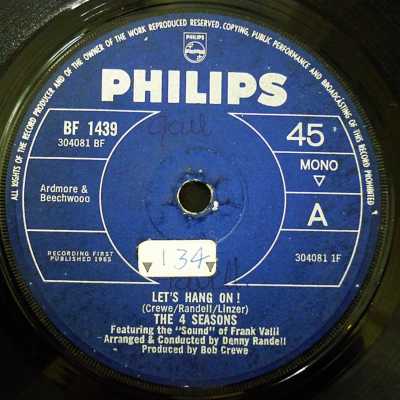 ALL RIGHTS OF THE RECORD PRODUCER AND OF THE OWNER OF THE WORK REPRODUCED RESERVED. COPYING, PUBLIC PERFORMANCE AND BROADCASTING OF THIS RECORD PROHIBITED
PHILIPS
PHILIPS
BF 1439
304081 BF
45
MONO
Ardmore &
Beechwood
A
RECORDING FIRST
PUBLISHED 1965
304081 1F
134
LET'S HANG ON!
(Crewe/Randell/Linzer)
THE 4 SEASONS
Featuring the "Sound" of Frank Valli
Arranged & Conducted by Denny Randell
Produced by Bob Crewe